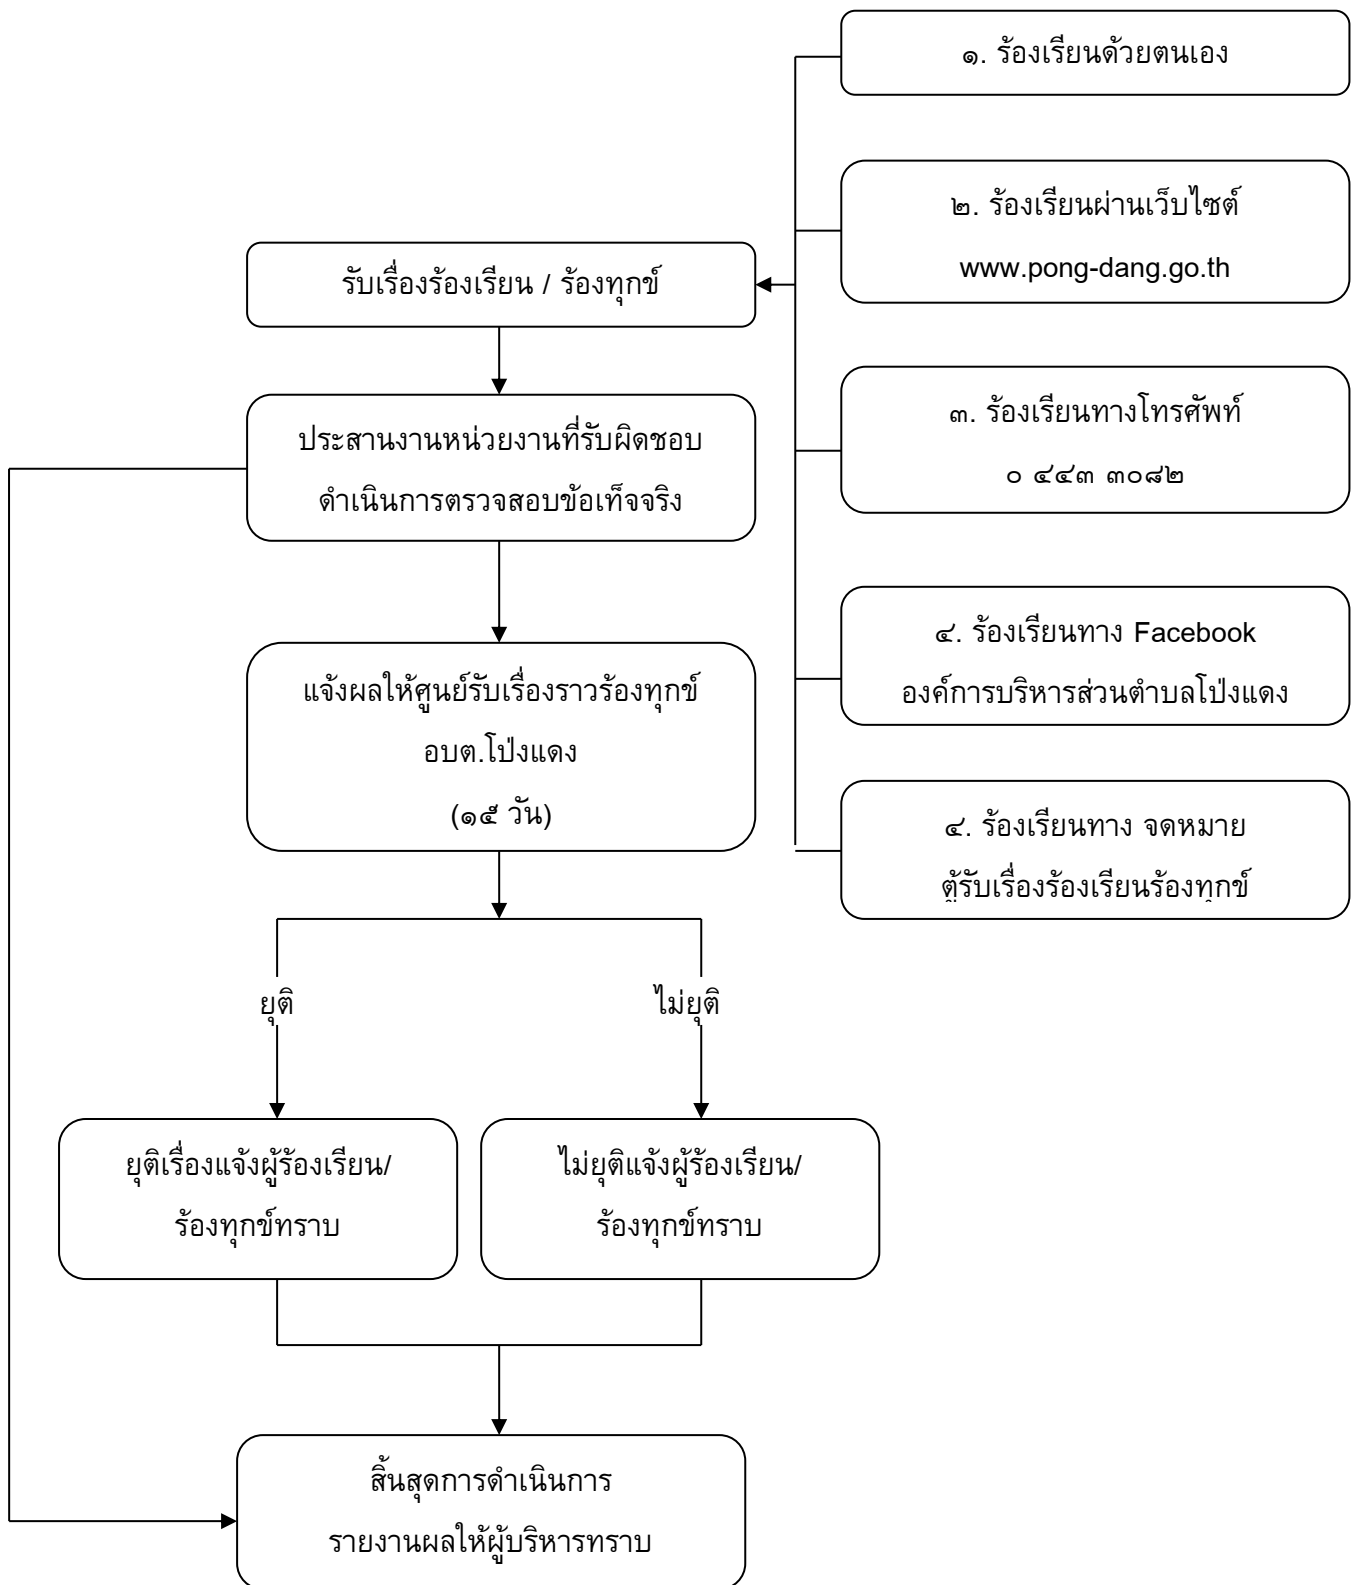 ๑. ร้องเรียนด้วยตนเอง
๒. ร้องเรียนผ่านเว็บไซต์
www.pong-dang.go.th
รับเรื่องร้องเรียน / ร้องทุกข์
๓. ร้องเรียนทางโทรศัพท์
๐ ๔๔๓ ๓๐๘๒
ประสานงานหน่วยงานที่รับผิดชอบ
ดำเนินการตรวจสอบข้อเท็จจริง
๔. ร้องเรียนทาง Facebook
องค์การบริหารส่วนตำบลโป่งแดง
แจ้งผลให้ศูนย์รับเรื่องราวร้องทุกข์
อบต.โป่งแดง
(๑๕ วัน)
๔. ร้องเรียนทาง จดหมาย
ตู้รับเรื่องร้องเรียนร้องทุกข์
ยุติ
ไม่ยุติ
ยุติเรื่องแจ้งผู้ร้องเรียน/
ร้องทุกข์ทราบ
ไม่ยุติแจ้งผู้ร้องเรียน/
ร้องทุกข์ทราบ
สิ้นสุดการดำเนินการ
รายงานผลให้ผู้บริหารทราบ